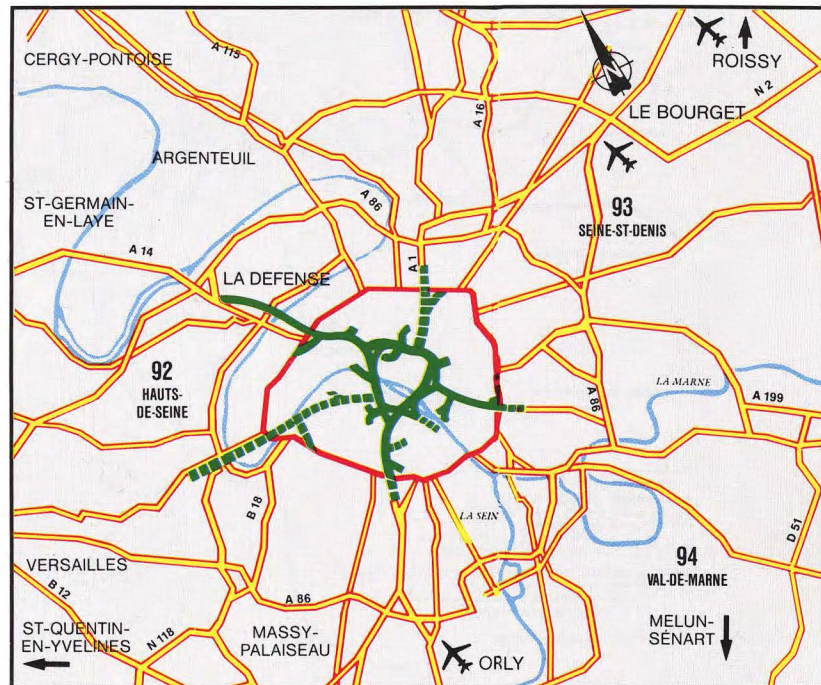 CERGY-PONTOISE
A 115
A 16
N
ROISSY
N 2
LE BOURGET
ARGENTEUIL
ST-GERMAIN-
EN-LAYE
A 86
93
SEINE-ST-DENIS
A 14
A 1
LA DEFENSE
92
HAUTS-
DE-SEINE
LA MARNE
A 86
A 199
B 18
LA SEIN
D 51
VERSAILLES
B 12
94
VAL-DE-MARNE
A 86
ST-QUENTIN-
EN-YVELINES
N 118
MASSY-
PALAISEAU
ORLY
MELUN-
SÉNART